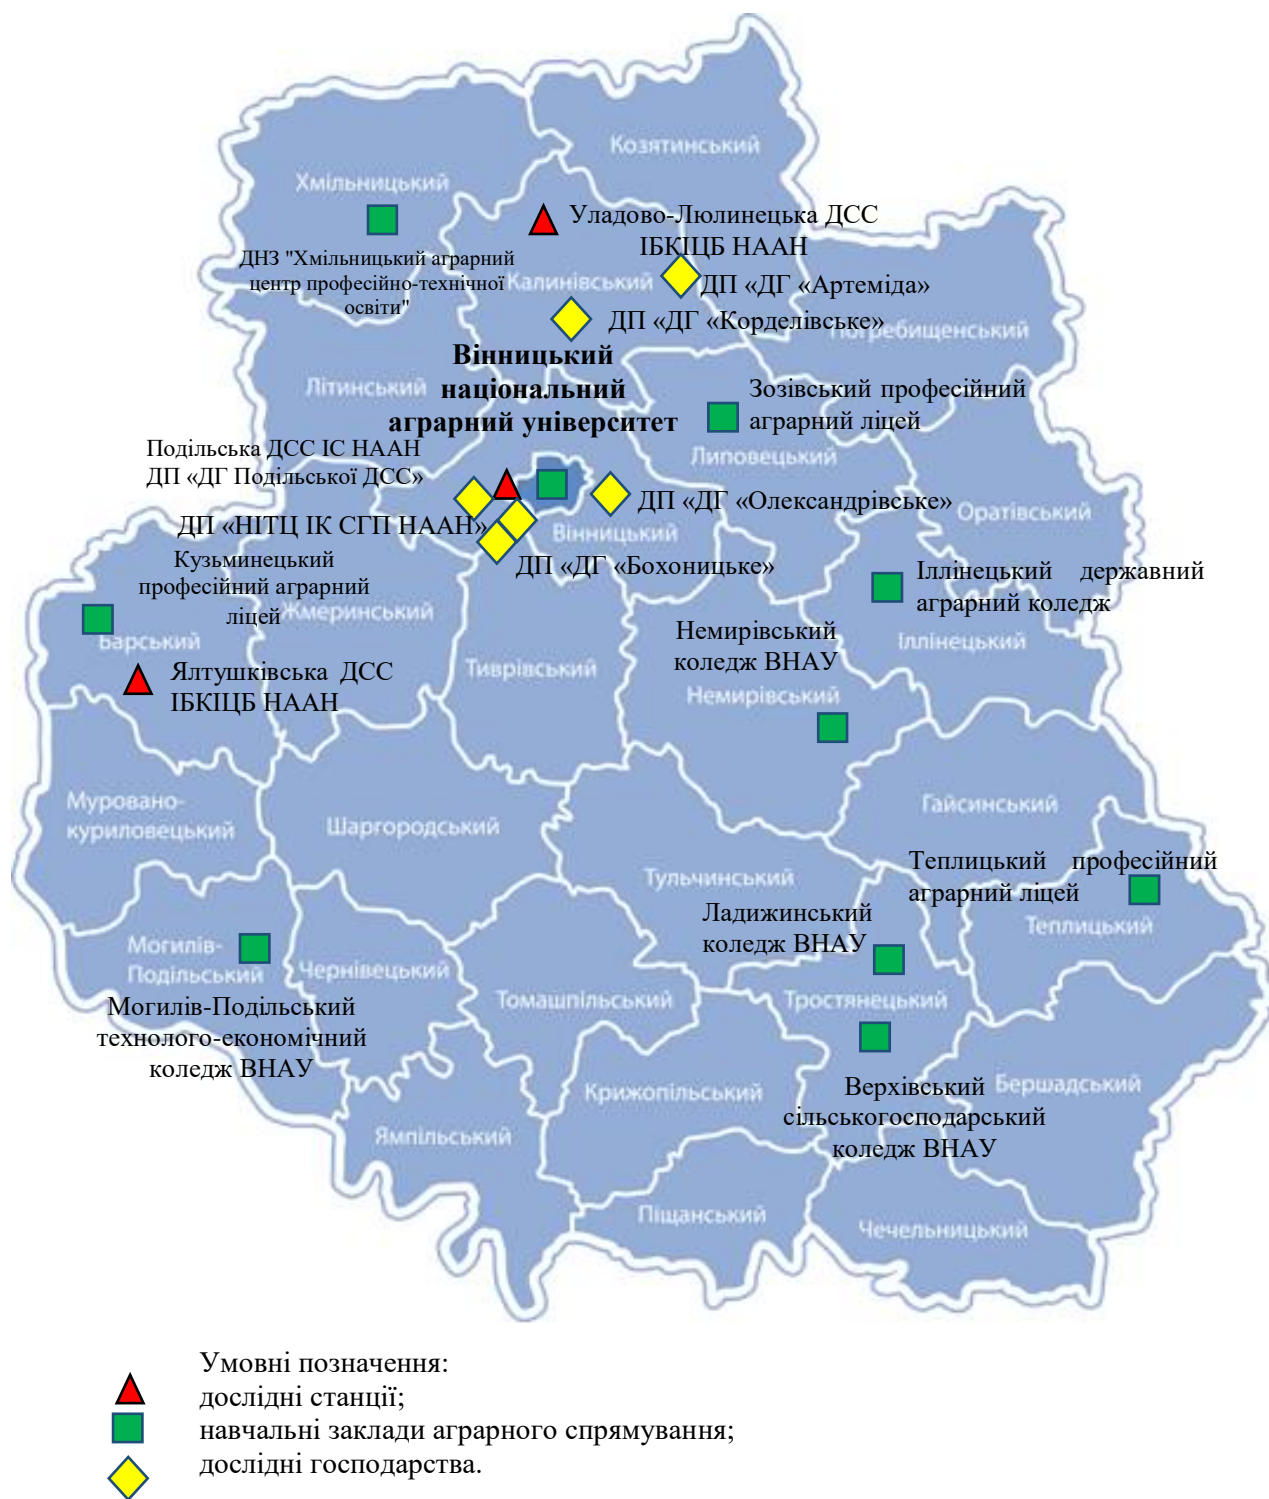 Козятинський
Хмільницький
Уладово-Люлинецька ДСС
ІБКІЦБ НААН
ДНЗ "Хмільницький аграрний
центр професійно-технічної
освіти"
Калинівський
ДП «ДГ «Артеміда»
ДП «ДГ «Корделівське»
Погребищенський
Вінницький
національний
аграрний університет
Літинський
Зозівський професійний
аграрний ліцей
Липовецький
Подільська ДСС ІС НААН
ДП «ДГ Подільської ДСС»
ДП «ДГ «Олександрівське»
Оратівський
ДП «НІТЦ ІК СГП НААН»
Вінницький
ДП «ДГ «Бохоницьке»
Кузьминецький
професійний аграрний
ліцей
Жмеринський
Іллінецький державний
аграрний коледж
Іллінецький
Барський
Немирівський
коледж ВНАУ
Немирівський
Тиврівський
Ялтушківська ДСС
ІБКІЦБ НААН
Муровано-
куриловецький
Шаргородський
Гайсинський
Тульчинський
Теплицький професійний
аграрний ліцей
Теплицький
Ладижинський
коледж ВНАУ
Могилів-
Подільський
Чернівецький
Томашпільський
Тростянецький
Могилів-Подільський
технолого-економічний
коледж ВНАУ
Крижопільський
Бершадський
Верхівський
сільськогосподарський
коледж ВНАУ
Ямпільський
Піщанський
Чечельницький
Умовні позначення:
дослідні станції;
навчальні заклади аграрного спрямування;
дослідні господарства.